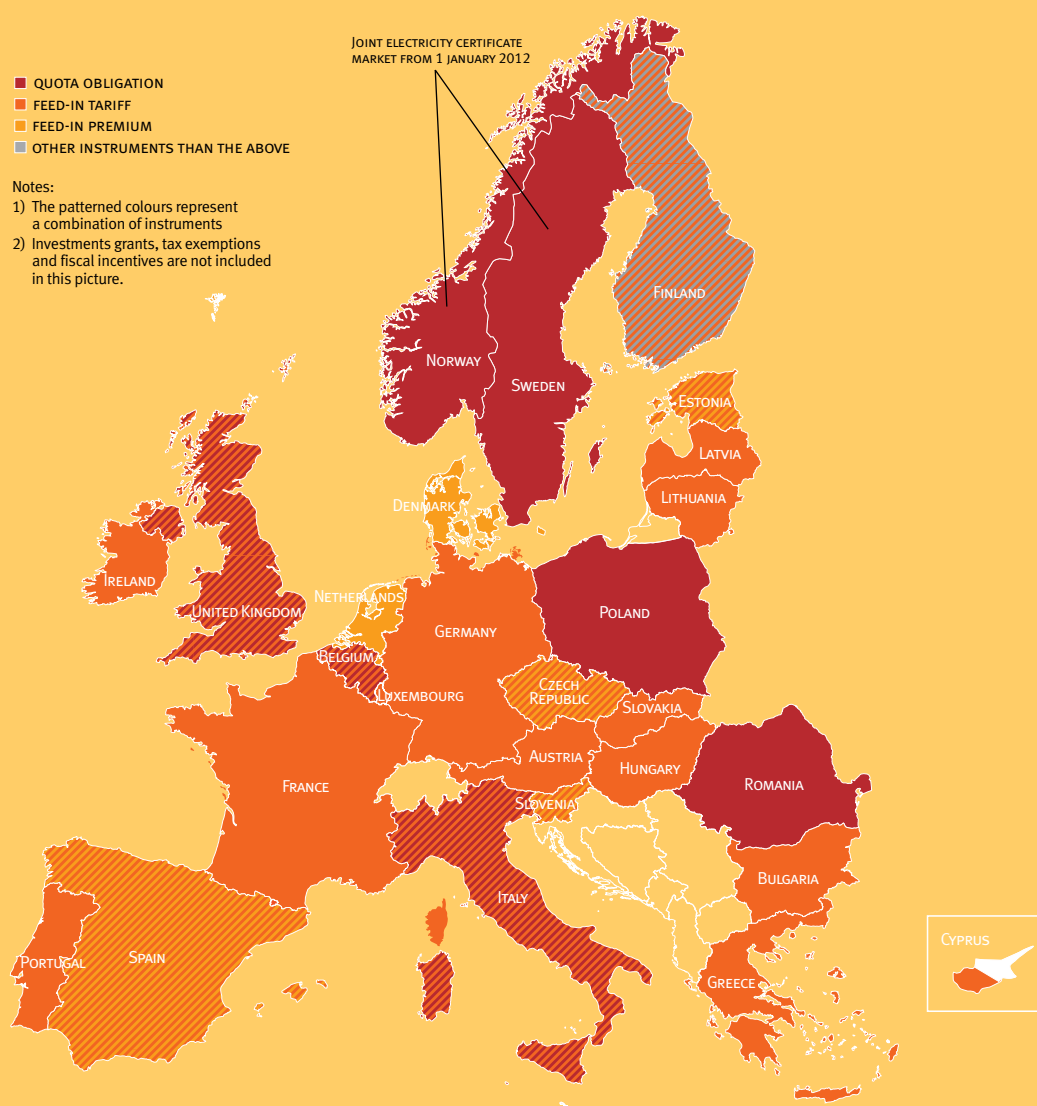 JOINT ELECTRICITY CERTIFICATE
MARKET FROM 1 JANUARY 2012
QUOTA OBLIGATION
FEED-IN TARIFF
FEED-IN PREMIUM
OTHER INSTRUMENTS THAN THE ABOVE
Notes:
1) The patterned colours represent
a combination of instruments
2) Investments grants, tax exemptions
and fiscal incentives are not included
in this picture.
FINLAND
NORWAY
SWEDEN
ESTONIA
LATVIA
LITHUANIA
DENMARK
IRELAND
UNITED KINGDOM
NETHERLANDS
POLAND
GERMANY
BELGIUM
LUXEMBOURG
CZECH
REPUBLIC
SLOVAKIA
AUSTRIA
HUNGARY
FRANCE
ROMANIA
SLOVENIA
BULGARIA
ITALY
CYPRUS
PORTUGAL
SPAIN
GREECE